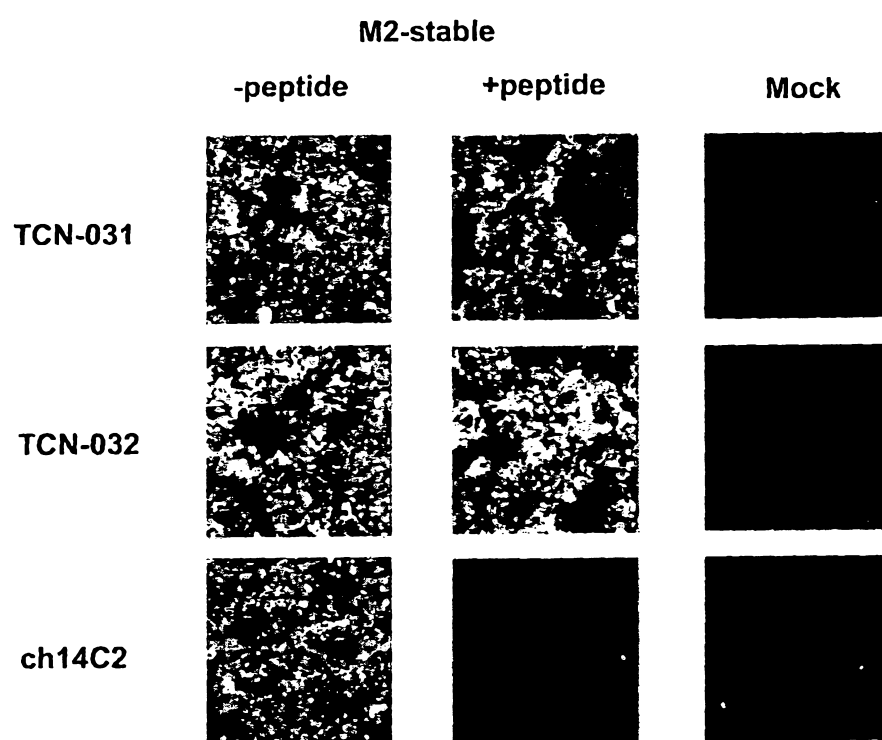 M2-stable
-peptide +peptide Mock
TCN-031
TCN-032
ch14C2